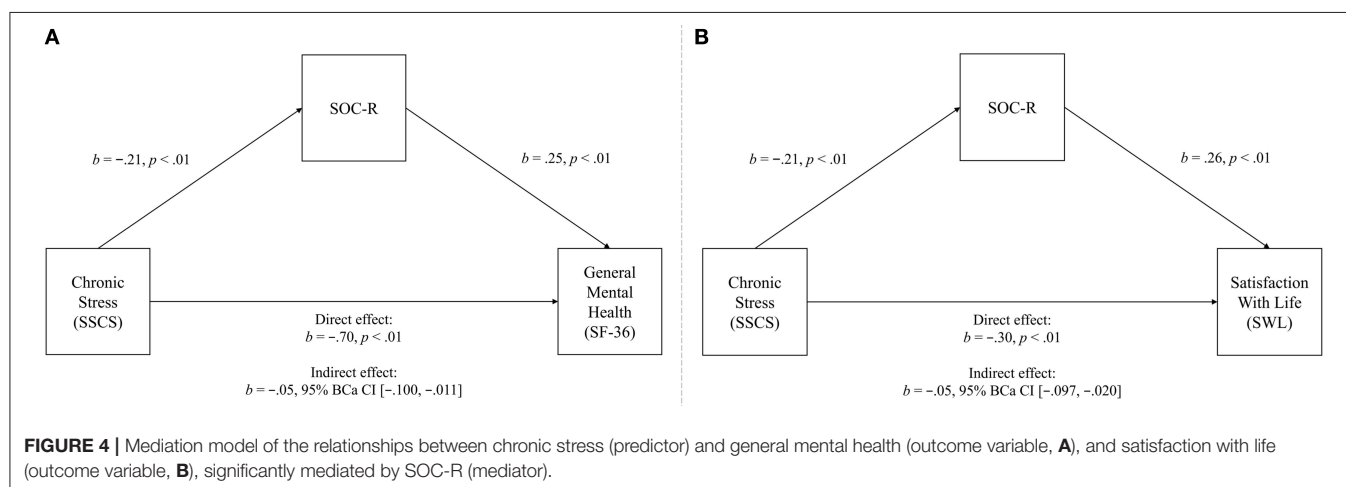 A
SOC-R
b = −.21, p < .01
b = .25, p < .01
Chronic
Stress
(SSCS)
General
Mental
Health
(SF-36)
Direct effect:
b = −.70, p < .01
Indirect effect:
b = −.05, 95% BCa CI [−.100, −.011]
B
SOC-R
b = −.21, p < .01
b = .26, p < .01
Chronic
Stress
(SSCS)
Satisfaction
With Life
(SWL)
Direct effect:
b = −.30, p < .01
Indirect effect:
b = −.05, 95% BCa CI [−.097, −.020]
FIGURE 4 | Mediation model of the relationships between chronic stress (predictor) and general mental health (outcome variable, A), and satisfaction with life
(outcome variable, B), significantly mediated by SOC-R (mediator).